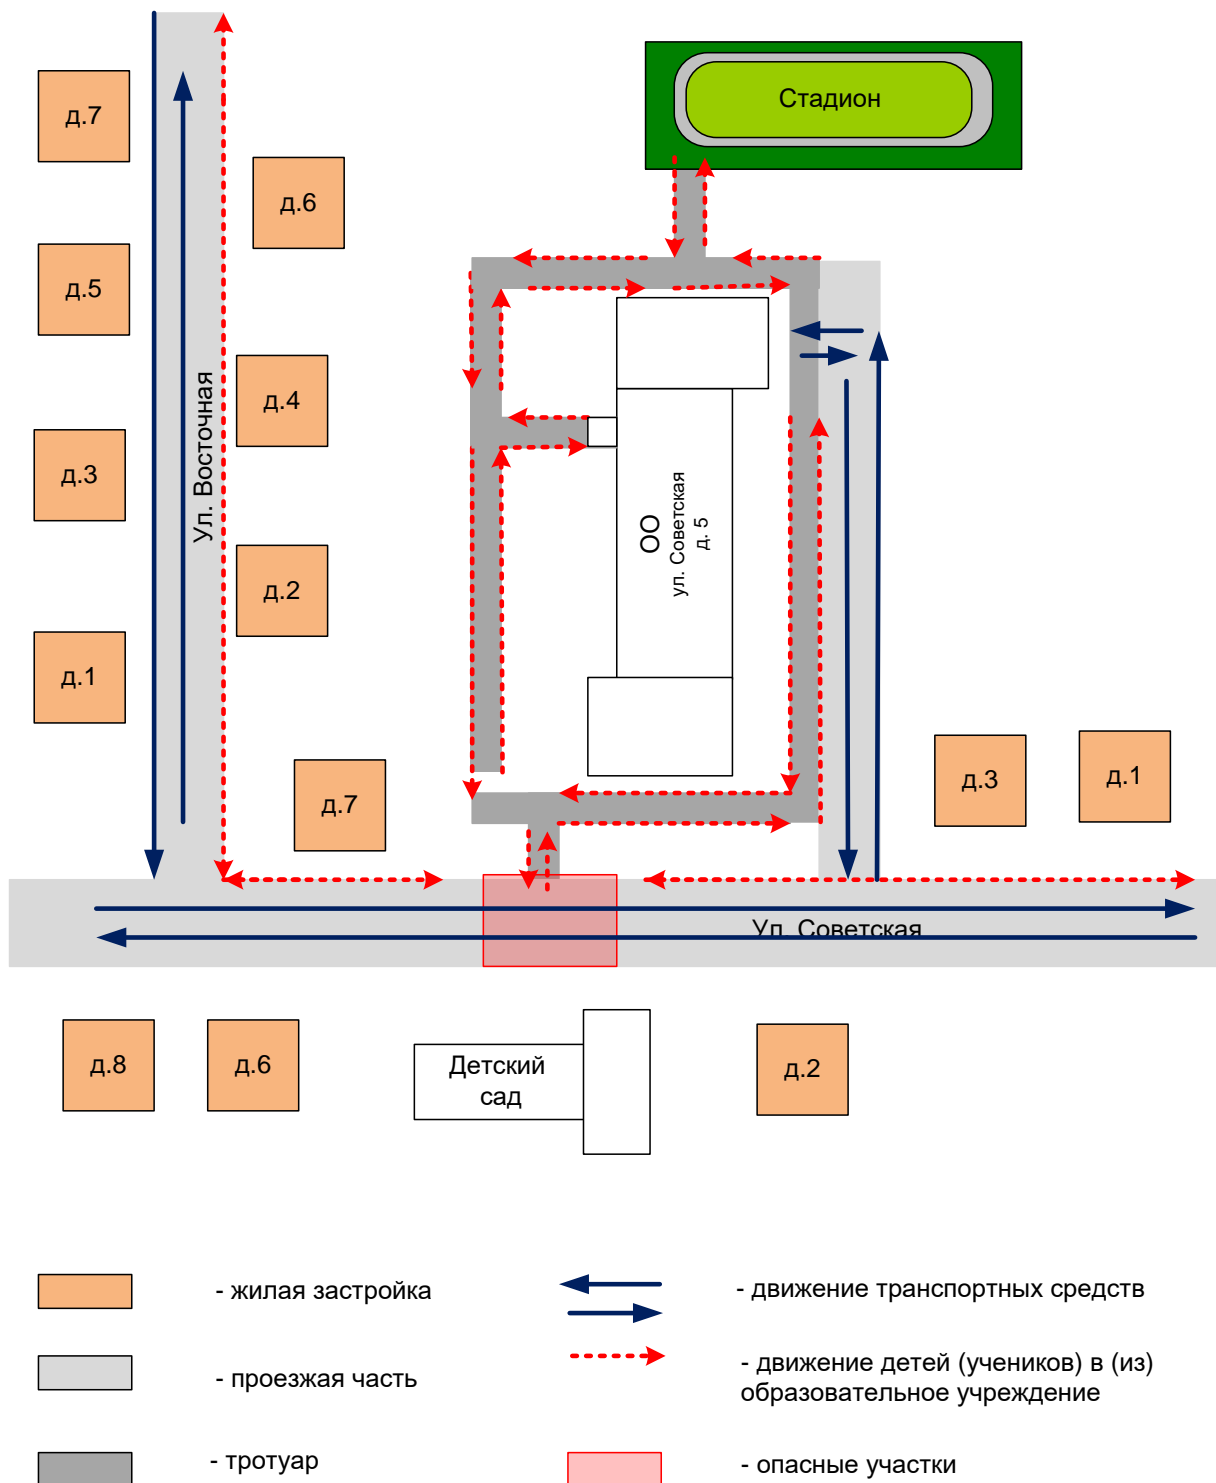 Стадион
д.7
д.6
д.5
д.4
д.3
д.2
д.1
Ул. Восточная
ОО
ул. Советская
д. 5
д.7
д.3
д.1
Ул. Советская
д.8
д.6
Детский
сад
д.2
- жилая застройка
- движение транспортных средств
- проезжая часть
- движение детей (учеников) в (из)
образовательное учреждение
- тротуар
- опасные участки